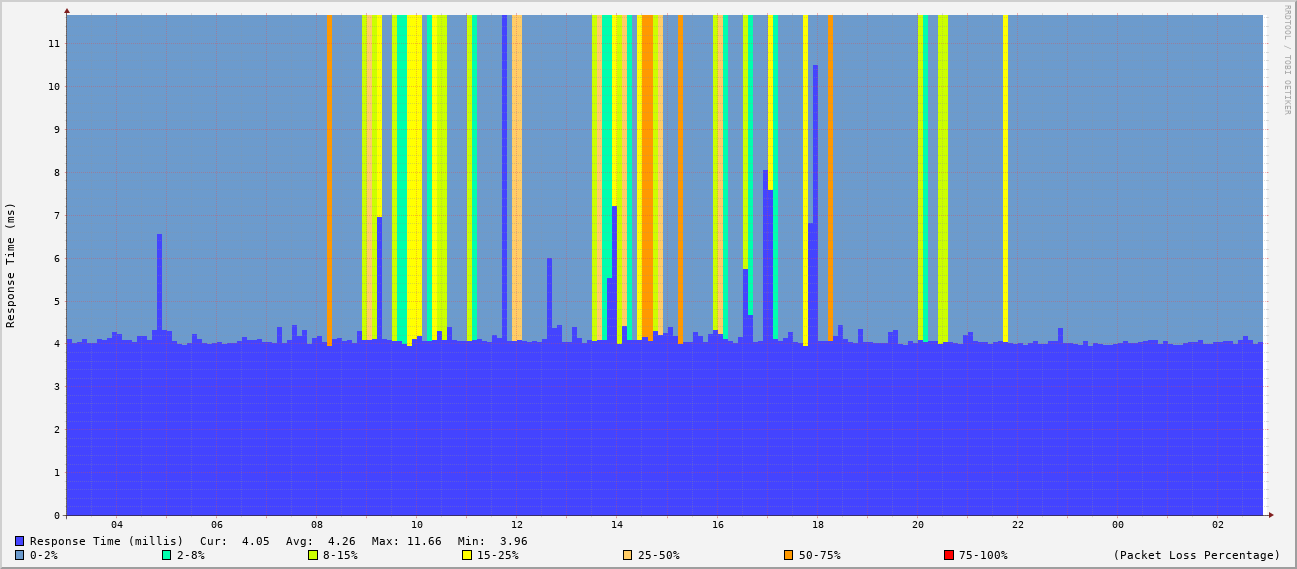 RRDTOOL / TOBI OETIKER
Response Time (ms)
11
10
9
8
7
6
5
4
3
2
1
0
04 06 08 10 12 14 16 18 20 22 00 02
Response Time (millis) Cur: 4.05 Avg: 4.26 Max: 11.66 Min: 3.96
0-2% 2-8% 8-15% 15-25% 25-50% 50-75% 75-100% (Packet Loss Percentage)